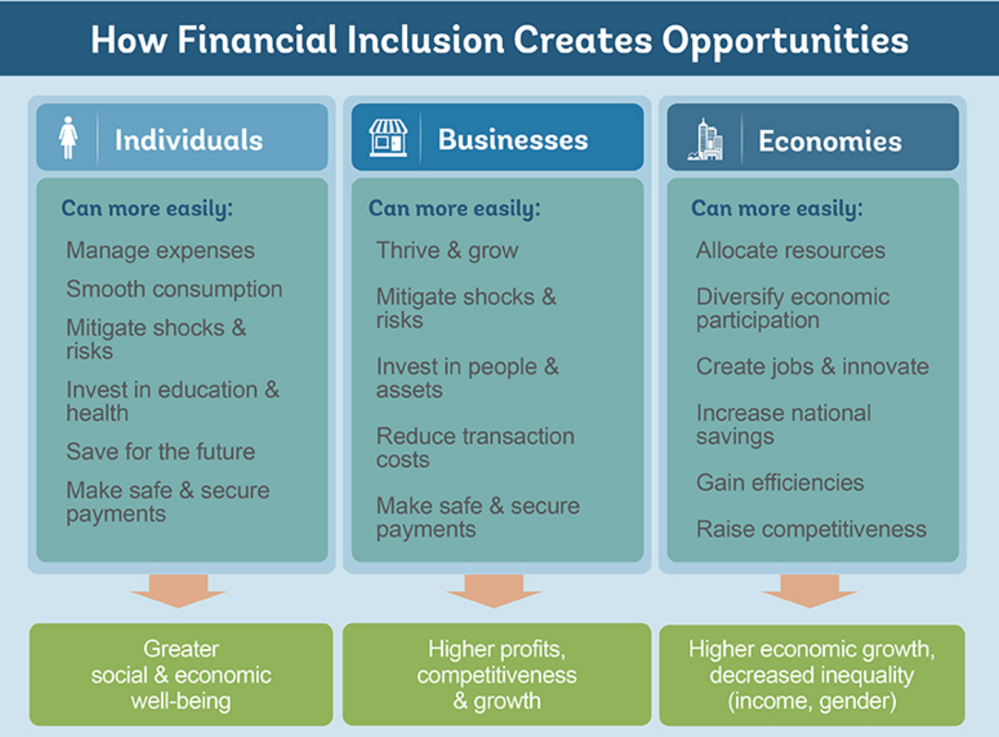 How Financial Inclusion Creates Opportunities
Individuals
Can more easily:
Manage expenses
Smooth consumption
Mitigate shocks &
risks
Invest in education &
health
Save for the future
Make safe & secure
payments
Greater
social & economic
well-being
Businesses
Can more easily:
Thrive & grow
Mitigate shocks &
risks
Invest in people &
assets
Reduce transaction
costs
Make safe & secure
payments
Higher profits,
competitiveness
& growth
Economies
Can more easily:
Allocate resources
Diversify economic
participation
Create jobs & innovate
Increase national
savings
Gain efficiencies
Raise competitiveness
Higher economic growth,
decreased inequality
(income, gender)